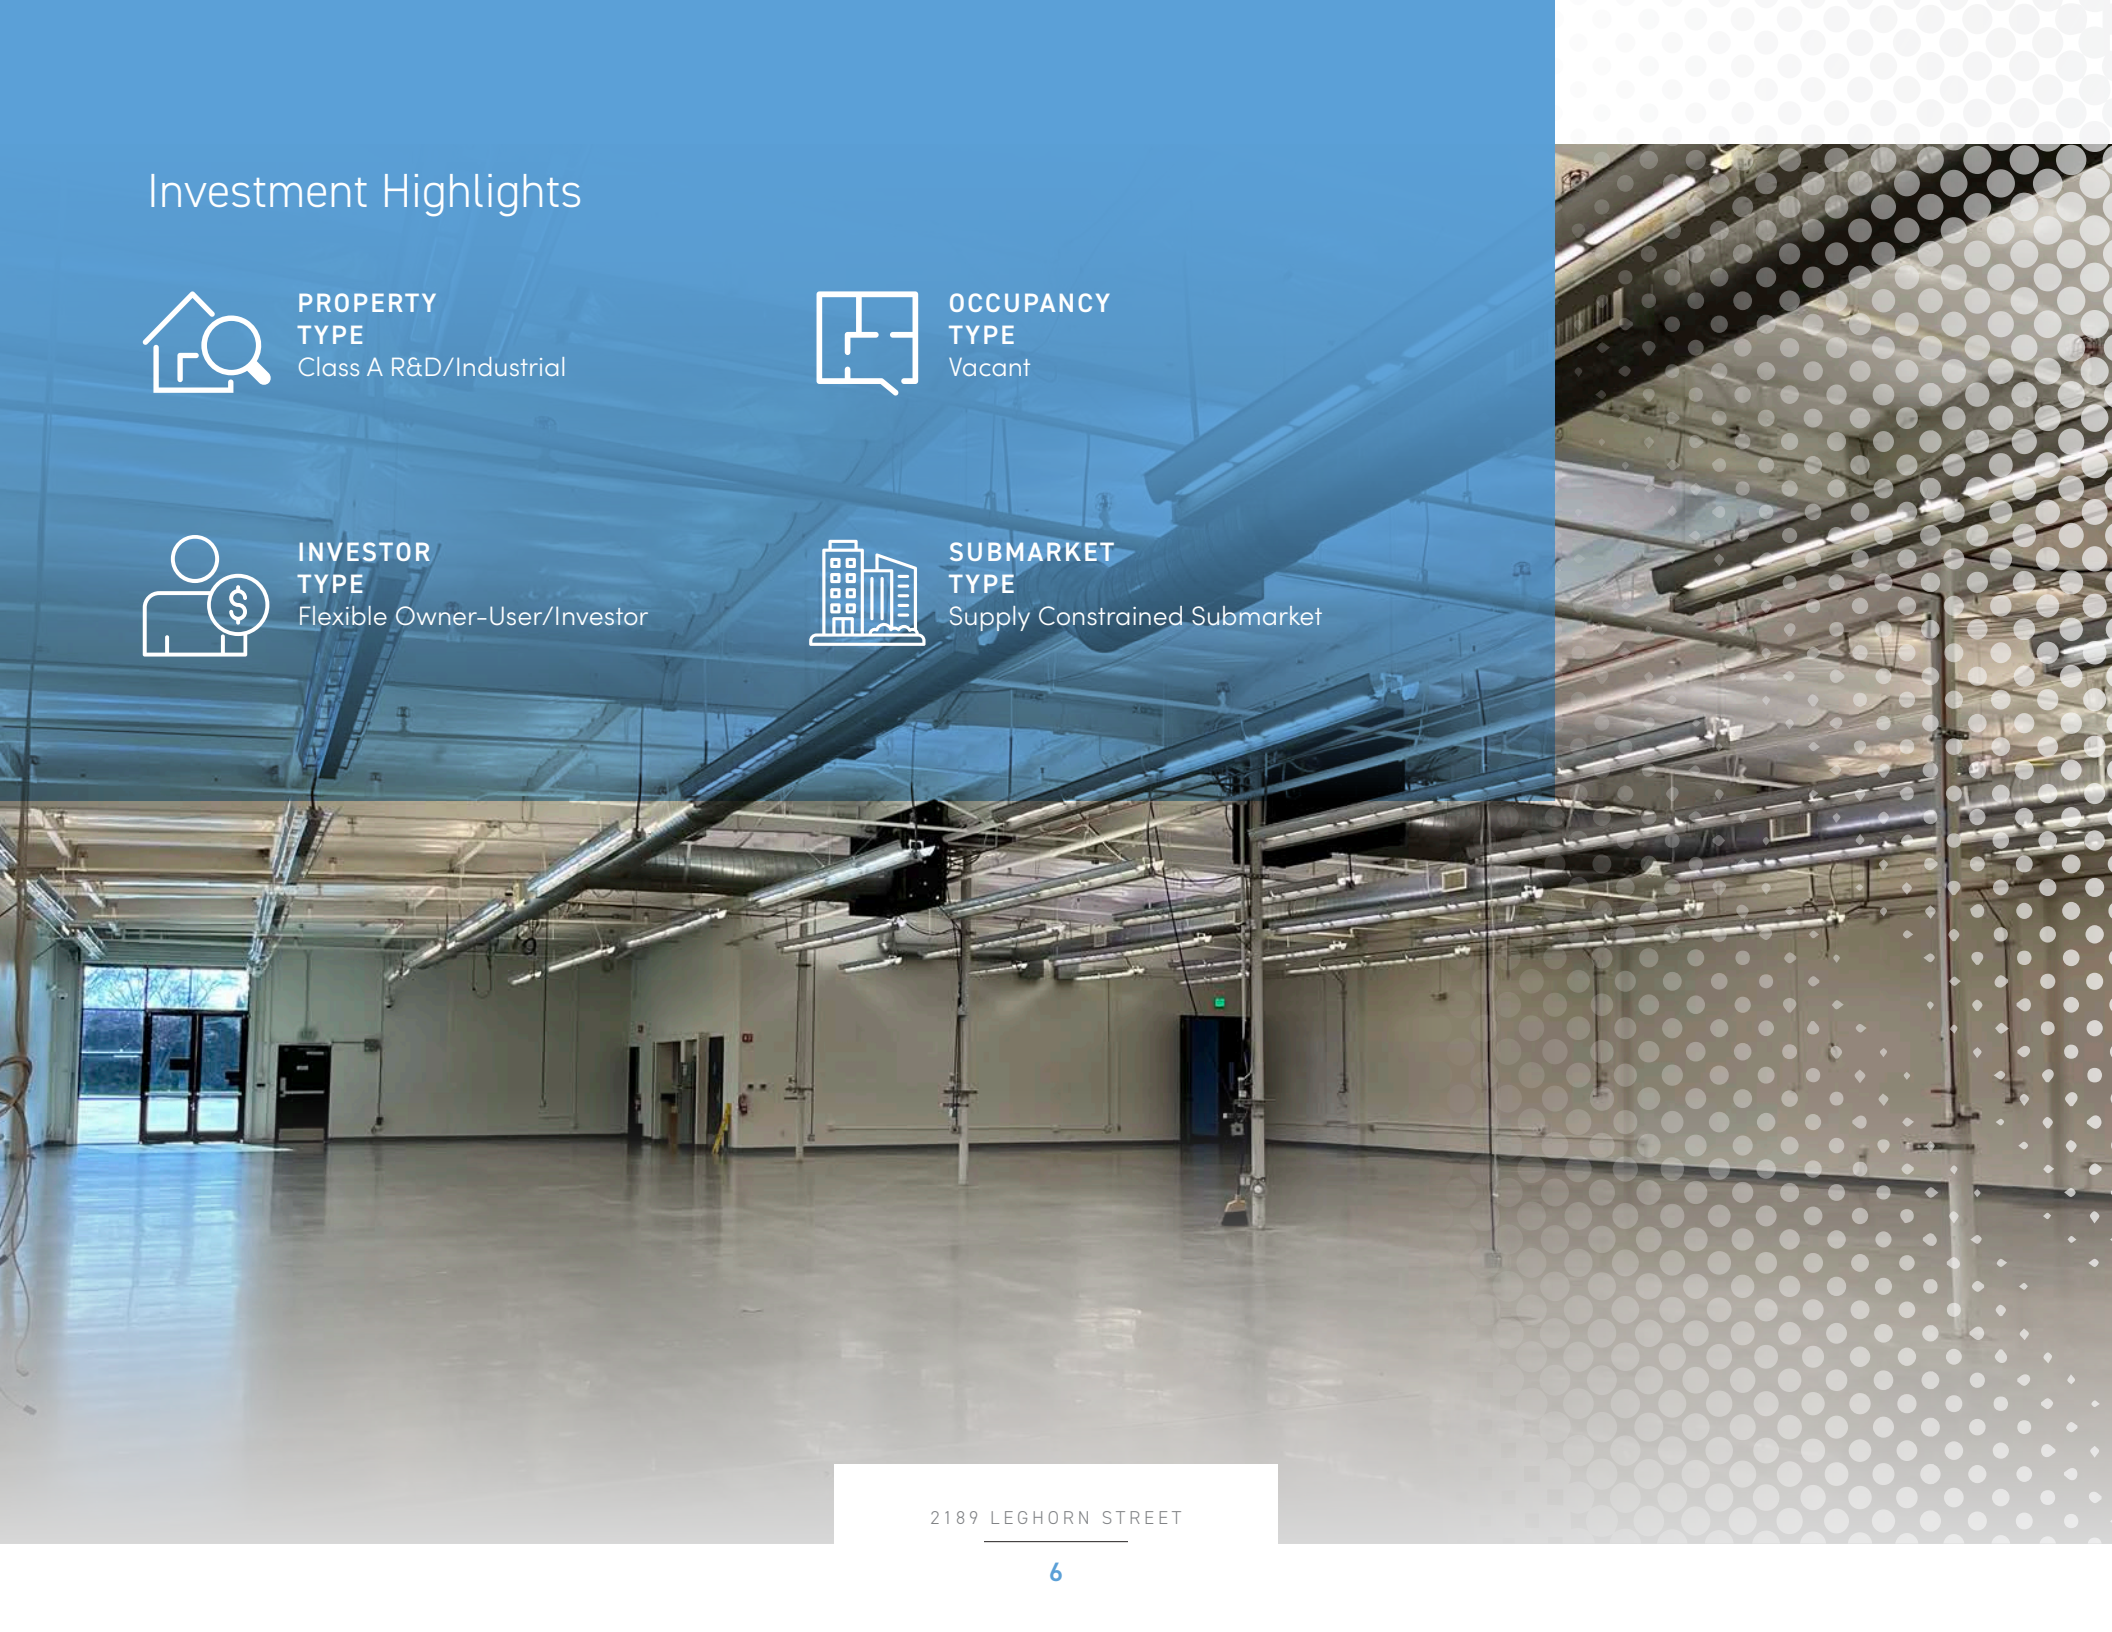 Investment Highlights
PROPERTY
TYPE
Class A R&D/Industrial
OCCUPANCY
TYPE
Vacant
INVESTOR
TYPE
Flexible Owner-User/Investor
SUBMARKET
TYPE
Supply Constrained Submarket
2189 LEGHORN STREET
6